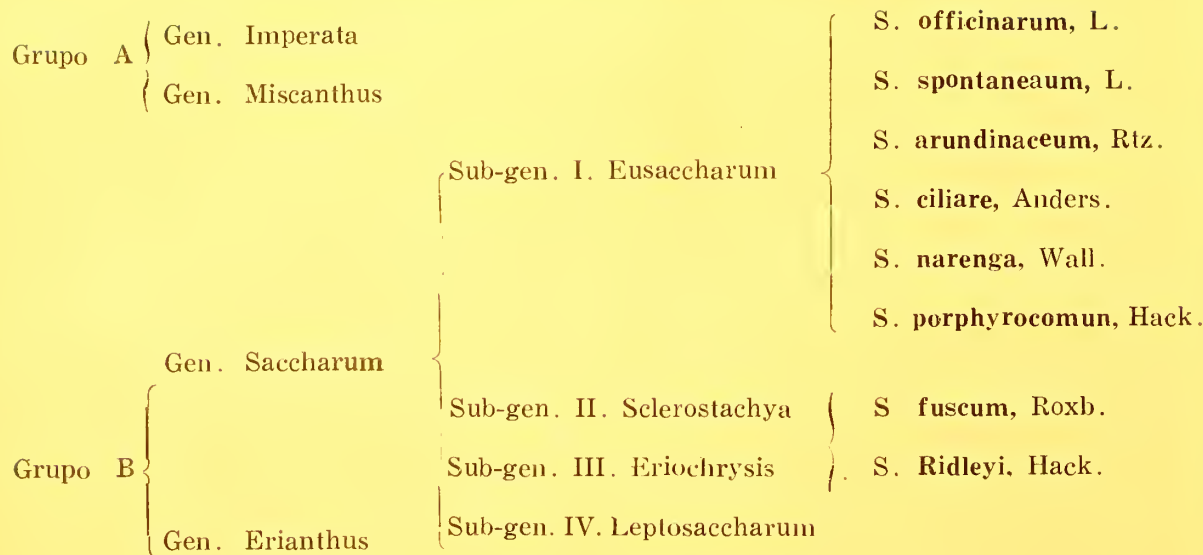 Grupo A
Gen. Imperata
Gen. Miscanthus
Grupo B
Gen. Saccharum
Sub-gen. I. Eusaccharum
S. officinarum, L.
S. spontaneaum, L.
S. arundinaceum, Rtz.
S. ciliare, Anders.
S. narenga, Wall.
S. porphyrocomun, Hack.
Sub-gen. II. Sclerostachya
S fuscum, Roxb.
Sub-gen. III. Eriochrysis
S. Ridleyi, Hack.
Sub-gen. IV. Leptosaccharum
Gen. Erianthus